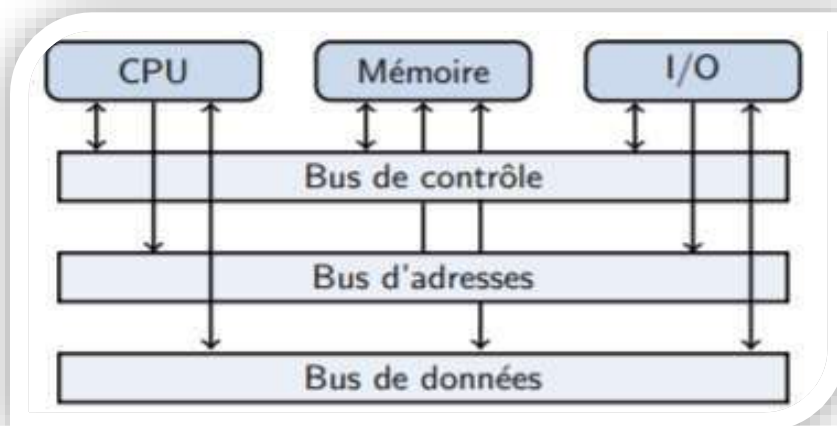 CPU
Mémoire
I/O
Bus de contrôle
Bus d'adresses
Bus de données